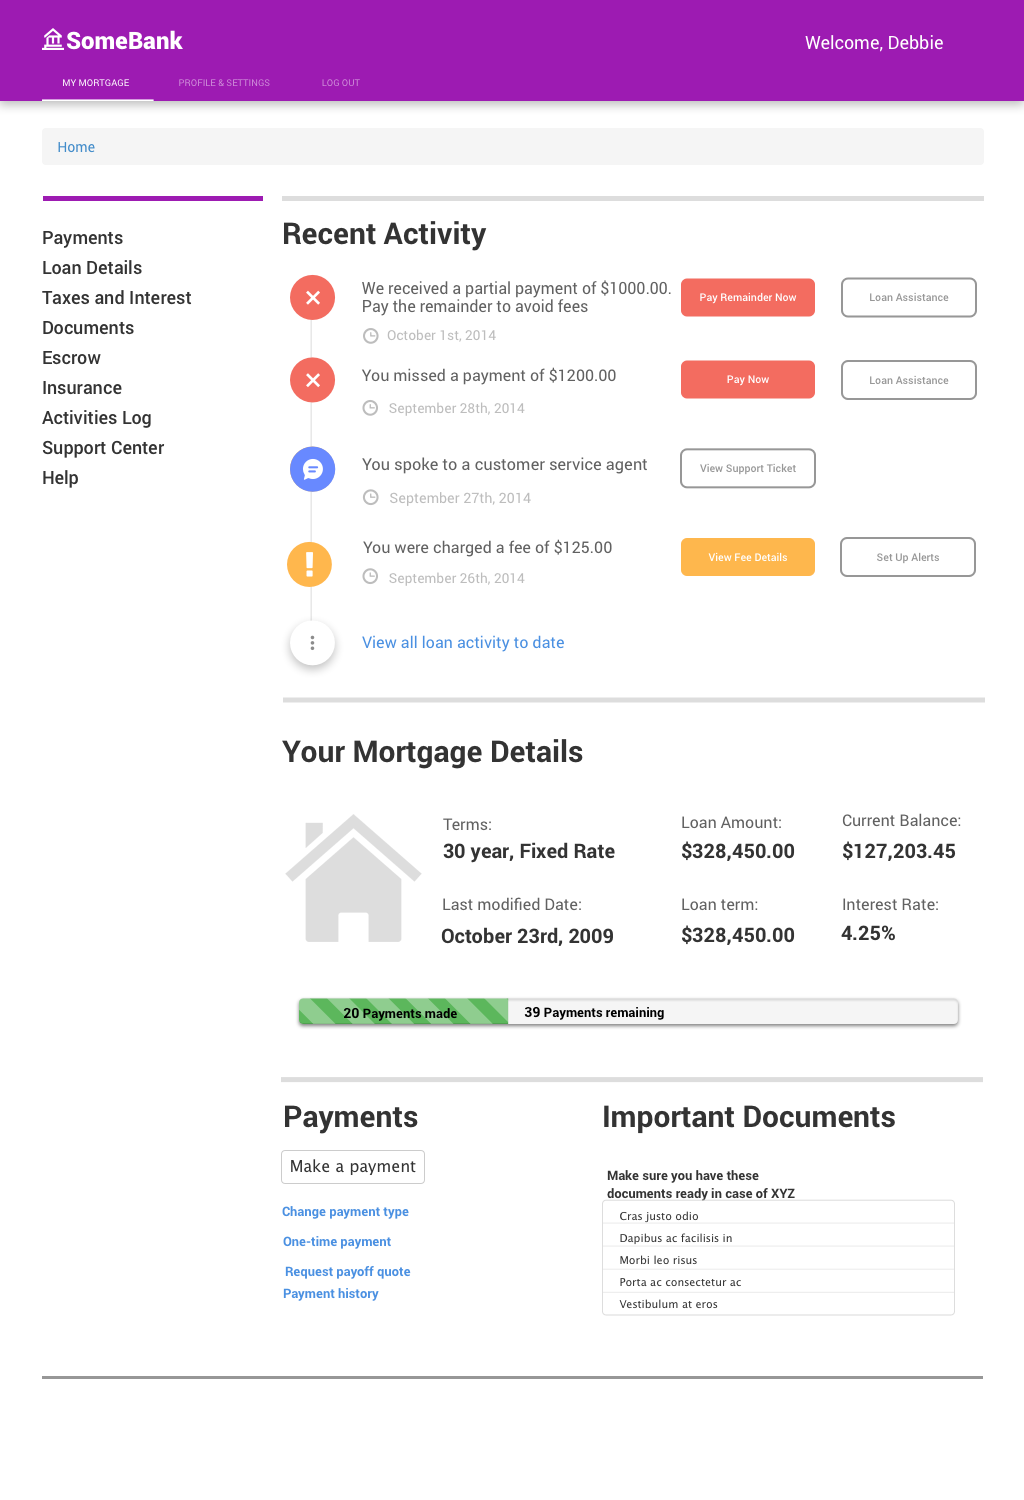 SomeBank
Welcome, Debbie
MY MORTGAGE
PROFILE & SETTINGS
LOG OUT
Home
Payments
Loan Details
Taxes and Interest
Documents
Escrow
Insurance
Activities Log
Support Center
Help
Recent Activity
We received a partial payment of $1000.00.
Pay the remainder to avoid fees
October 1st, 2014
Pay Remainder Now
Loan Assistance
You missed a payment of $1200.00
September 28th, 2014
Pay Now
Loan Assistance
You spoke to a customer service agent
September 27th, 2014
View Support Ticket
You were charged a fee of $125.00
September 26th, 2014
View Fee Details
Set Up Alerts
View all loan activity to date
Your Mortgage Details
Terms:
30 year, Fixed Rate
Loan Amount:
$328,450.00
Current Balance:
$127,203.45
Last modified Date:
October 23rd, 2009
Loan term:
$328,450.00
Interest Rate:
4.25%
20 Payments made
39 Payments remaining
Payments
Make a payment
Change payment type
One-time payment
Request payoff quote
Payment history
Important Documents
Make sure you have these
documents ready in case of XYZ
Cras justo odio
Dapibus ac facilisis in
Morbi leo risus
Porta ac consectetur ac
Vestibulum at eros